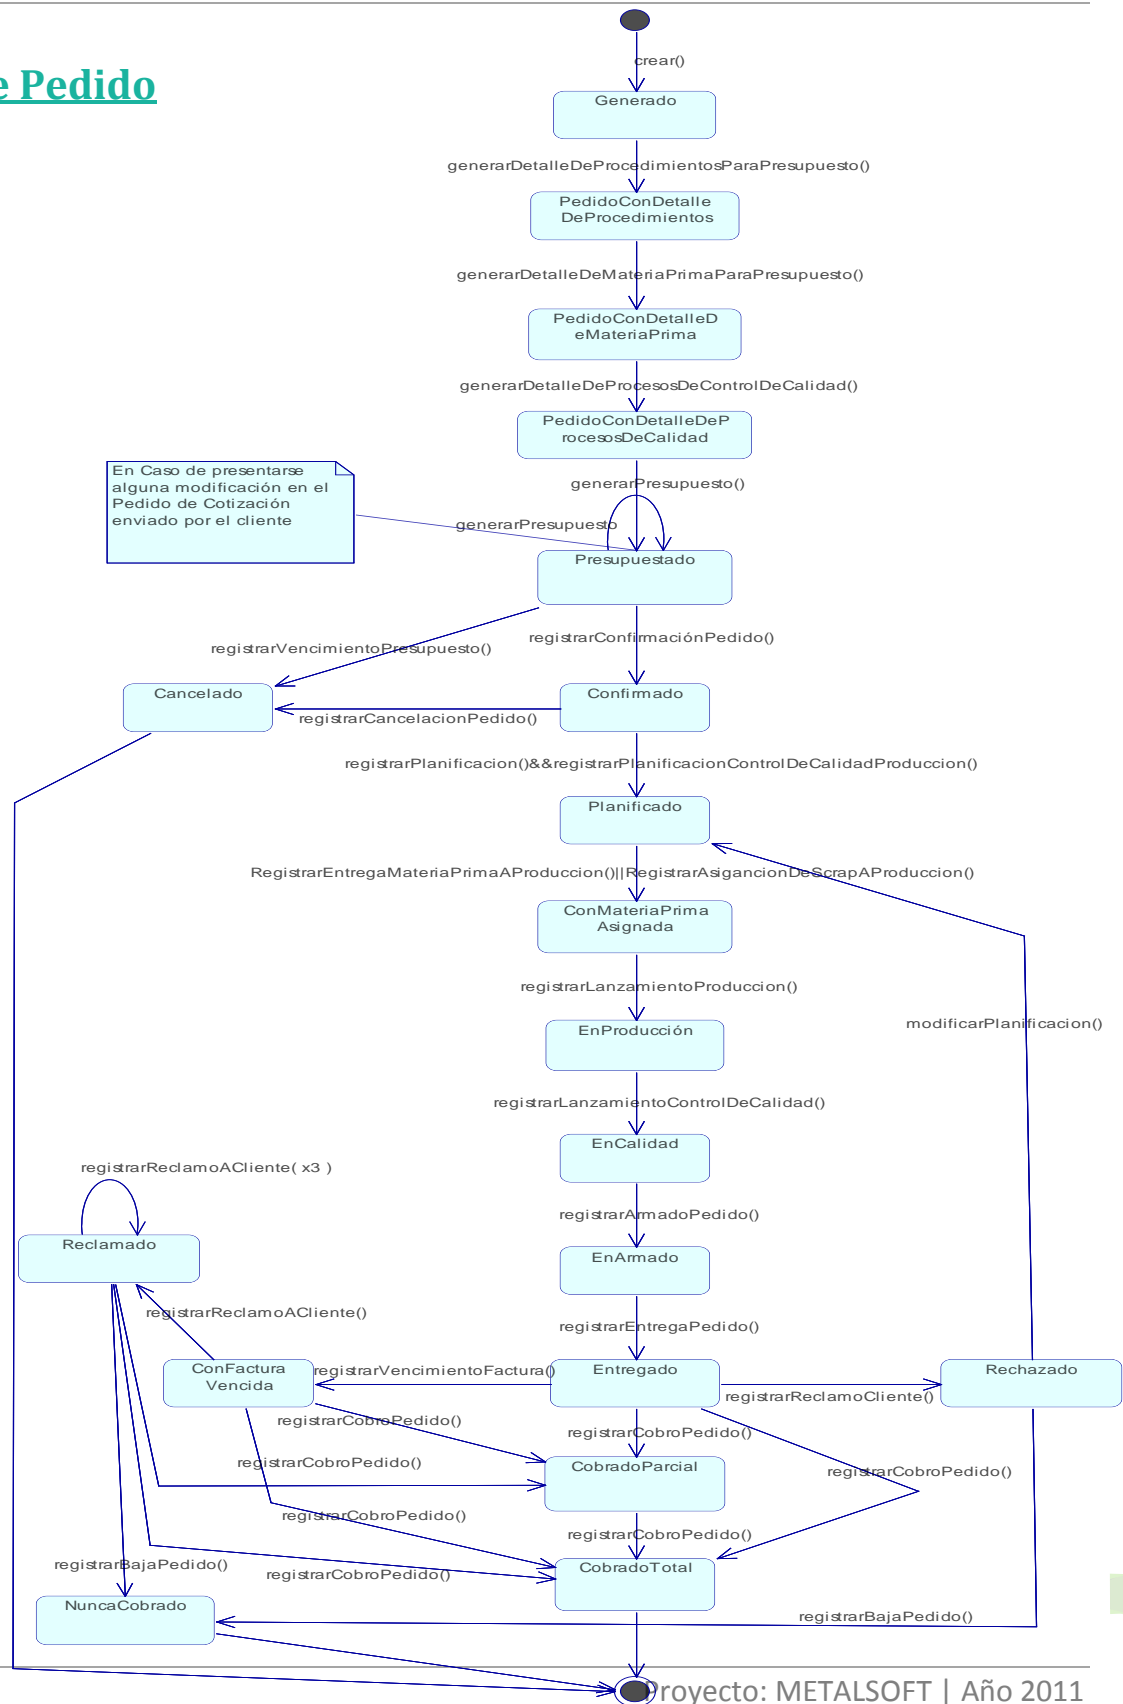 e Pedido
crear()
Generado
generarDetalleDeProcedimientosParaPresupuesto()
PedidoConDetalle
DeProcedimientos
generarDetalleDeMateriaPrimaParaPresupuesto()
PedidoConDetalleD
eMateriaPrima
generarDetalleDeProcesosDeControlDeCalidad()
PedidoConDetalleDeP
rocesosDeCalidad
En Caso de presentarse
alguna modificación en el
Pedido de Cotización
enviado por el cliente
generarPresupuesto()
generarPresupuesto
Presupuestado
registrarVencimientoPresupuesto()
registrarConfirmaciónPedido()
Cancelado
Confirmado
registrarCancelacionPedido()
registrarPlanificacion()&&registrarPlanificacionControlDeCalidadProduccion()
Planificado
RegistrarEntregaMateriaPrimaAProduccion()||RegistrarAsigancionDeScrapAProduccion()
ConMateriaPrima
Asignada
registrarLanzamientoProduccion()
EnProducción
modificarPlanificacion()
registrarLanzamientoControlDeCalidad()
EnCalidad
registrarReclamoACliente( x3 )
registrarArmadoPedido()
Reclamado
EnArmado
registrarReclamoACliente()
registrarEntregaPedido()
ConFactura
Vencida
registrarVencimientoFactura()
Entregado
Rechazado
registrarReclamoCliente()
registrarCobroPedido()
registrarCobroPedido()
registrarCobroPedido()
CobradoParcial
registrarCobroPedido()
registrarCobroPedido()
registrarCobroPedido()
registrarBajaPedido()
registrarCobroPedido()
CobradoTotal
NuncaCobrado
registrarBajaPedido()
Proyecto: METALSOFT | Año 2011